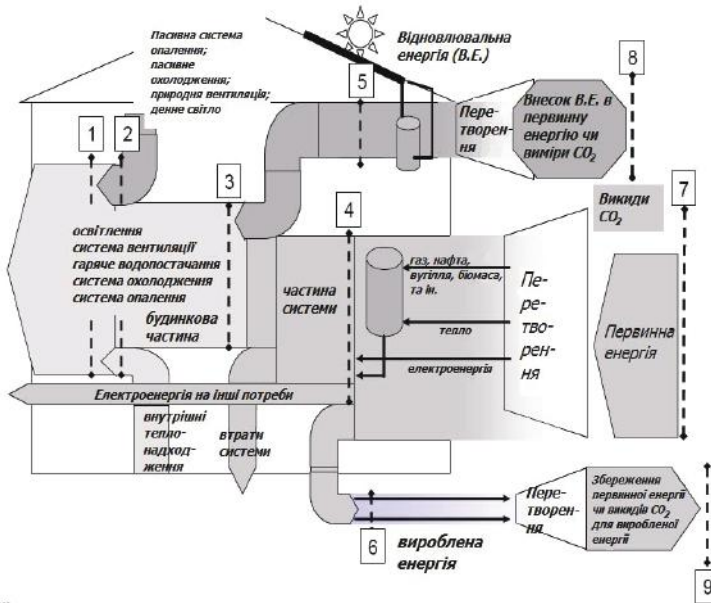 Пасивна система
опалення;
пасивне
охолодження;
природня вентиляція;
денне світло
Відновлювальна
енергія (В.Е.)
8
5
1
2
Пере-
творен-
ня
Внесок В.Е. в
первинну
енергію чи
виміри CO2
3
4
Викиди
CO2
7
освітлення
система вентиляції
гаряче водопостачання
система охолодження
система опалення
будинкова
частина
частина
системи
газ, нафта,
вугілля, біомаса,
та ін.
тепло
електроенергія
Пе-
ре-
тво-
рен-
ня
Первинна
енергія
Електроенергія на інші потреби
внутрішні
тепло-
надход-
ження
втрати
системи
6
вироблена
енергія
Пере-
творен-
ня
Збереження
первинної енергії
чи викидів CO2
для виробленої
енергії
9